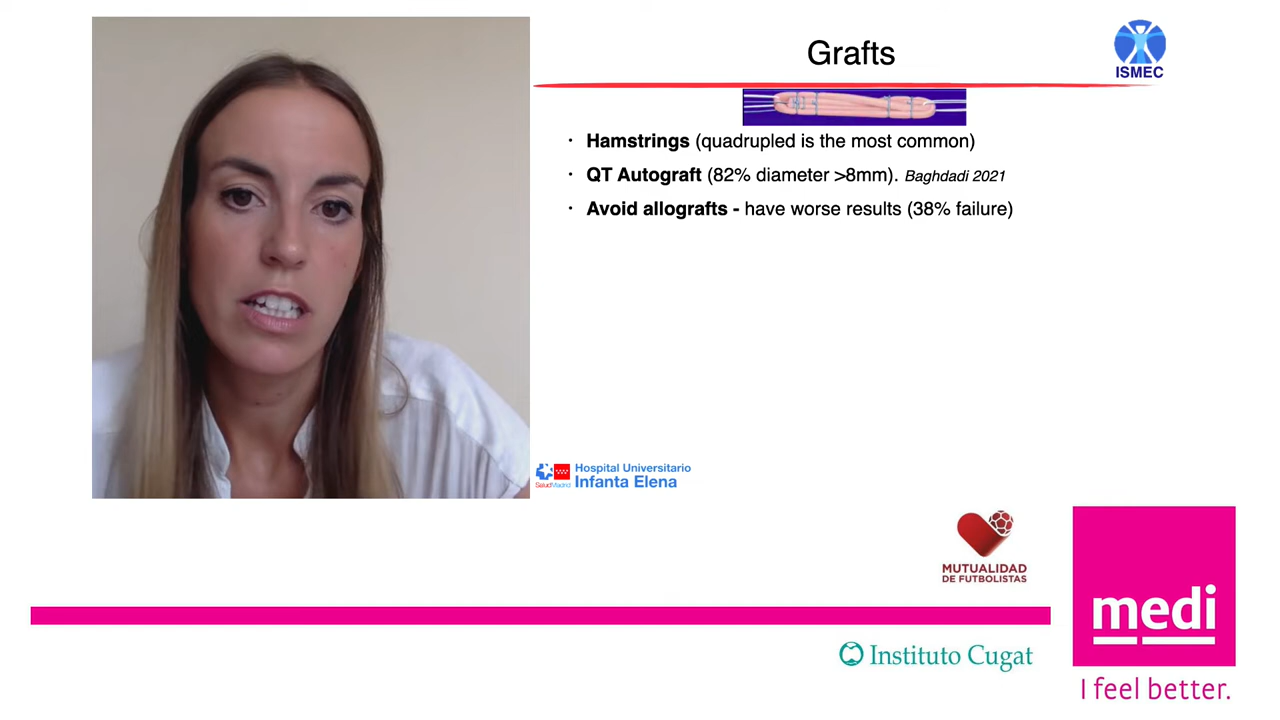 Grafts
ISMEC
· Hamstrings (quadrupled is the most common)
· QT Autograft (82% diameter >8mm). Baghdadi 2021
· Avoid allografts - have worse results (38% failure)
SaludMadrid
Hospital Universitario
Infanta Elena
MUTUALIDAD
DE FUTBOLISTAS
medi
Instituto Cugat
I feel better.